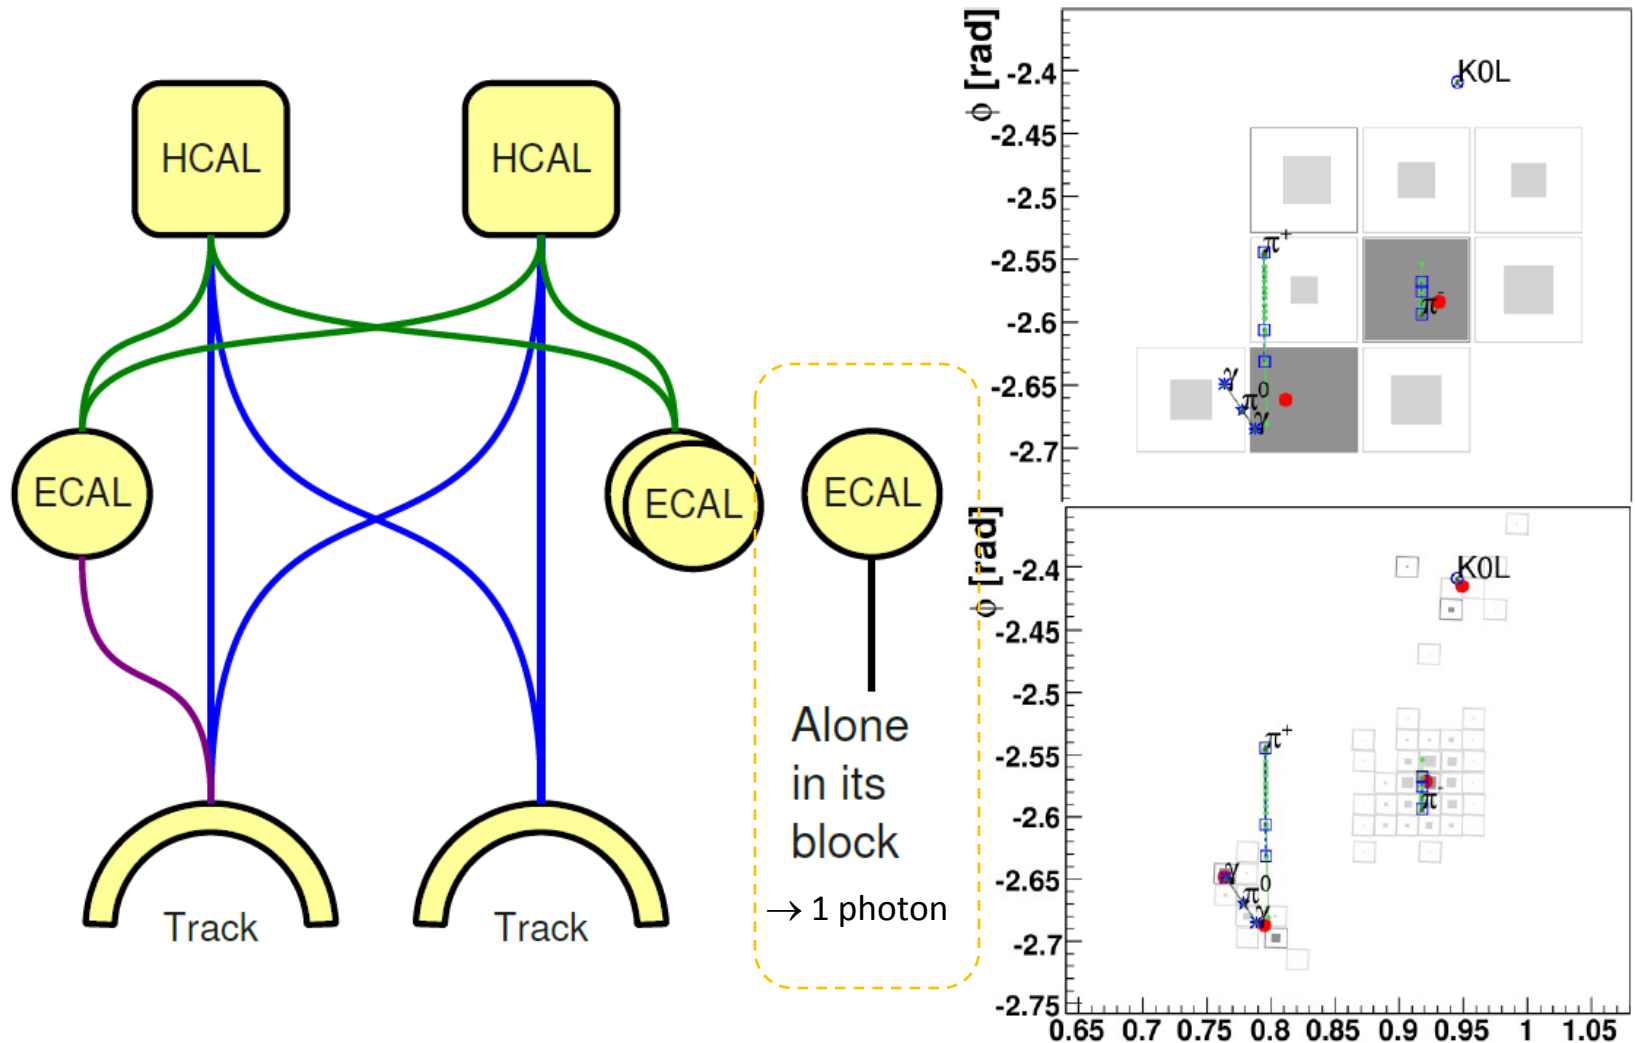 HCAL
HCAL
ECAL
ECAL
ECAL
Alone
in its
block
→ 1 photon
Track
Track
ϕ [rad]
-2.4
-2.45
-2.5
-2.55
-2.6
-2.65
-2.7
K0L
π+
π-
γ
π0
γ
ϕ [rad]
-2.4
-2.45
-2.5
-2.55
-2.6
-2.65
-2.7
-2.75
K0L
π+
π-
γ
π0
γ
0.65 0.7 0.75 0.8 0.85 0.9 0.95 1 1.05